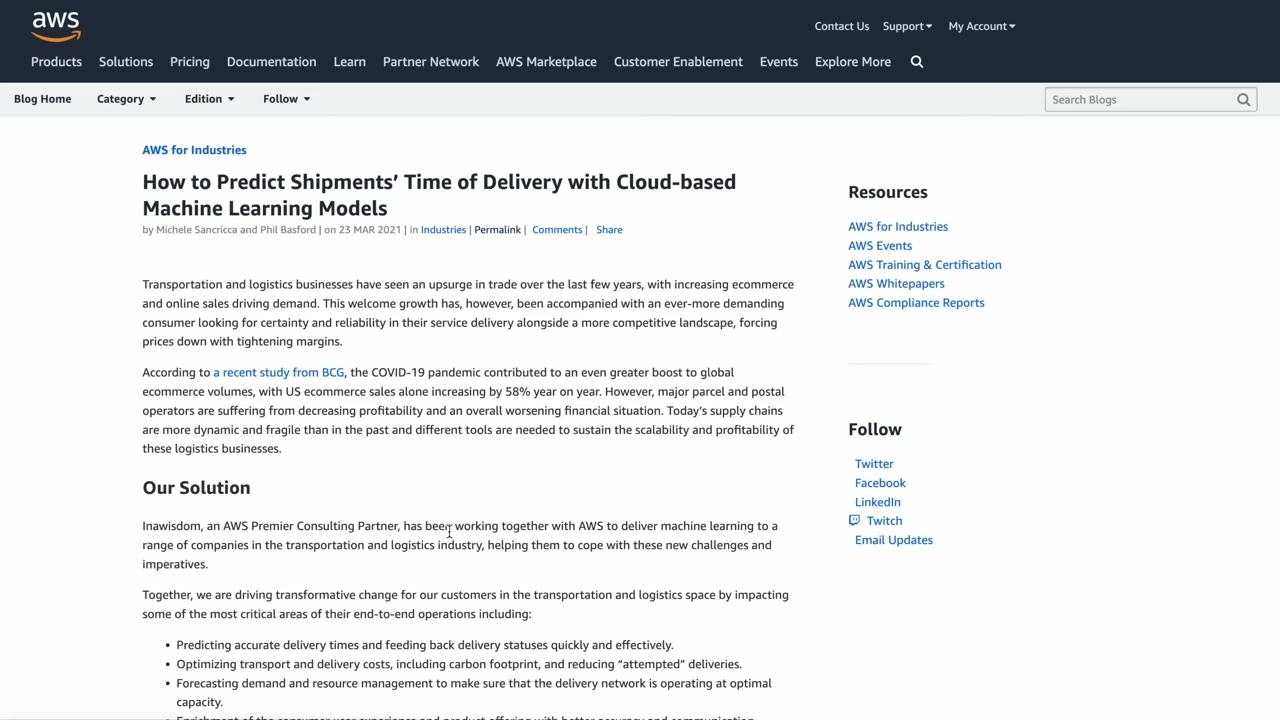 aws
Contact Us Support My Account
Products Solutions Pricing Documentation Learn Partner Network AWS Marketplace Customer Enablement Events Explore More
Blog Home Category Edition Follow Search Blogs
AWS for Industries
How to Predict Shipments’ Time of Delivery with Cloud-based
Machine Learning Models
by Michele Sancricca and Phil Basford | on 23 MAR 2021 | in Industries | Permalink | Comments | Share
Transportation and logistics businesses have seen an upsurge in trade over the last few years, with increasing ecommerce
and online sales driving demand. This welcome growth has, however, been accompanied with an ever-more demanding
consumer looking for certainty and reliability in their service delivery alongside a more competitive landscape, forcing
prices down with tightening margins.
According to a recent study from BCG, the COVID-19 pandemic contributed to an even greater boost to global
ecommerce volumes, with US ecommerce sales alone increasing by 58% year on year. However, major parcel and postal
operators are suffering from decreasing profitability and an overall worsening financial situation. Today’s supply chains
are more dynamic and fragile than in the past and different tools are needed to sustain the scalability and profitability of
these logistics businesses.
Our Solution
Inawisdom, an AWS Premier Consulting Partner, has been working together with AWS to deliver machine learning to a
range of companies in the transportation and logistics industry, helping them to cope with these new challenges and
imperatives.
Together, we are driving transformative change for our customers in the transportation and logistics space by impacting
some of the most critical areas of their end-to-end operations including:
• Predicting accurate delivery times and feeding back delivery statuses quickly and effectively.
• Optimizing transport and delivery costs, including carbon footprint, and reducing “attempted” deliveries.
• Forecasting demand and resource management to make sure that the delivery network is operating at optimal
capacity.
• Enrichment of the consumer user experience and product offering with better accuracy and communication
Resources
AWS for Industries
AWS Events
AWS Training & Certification
AWS Whitepapers
AWS Compliance Reports
Follow
Twitter
Facebook
LinkedIn
Twitch
Email Updates